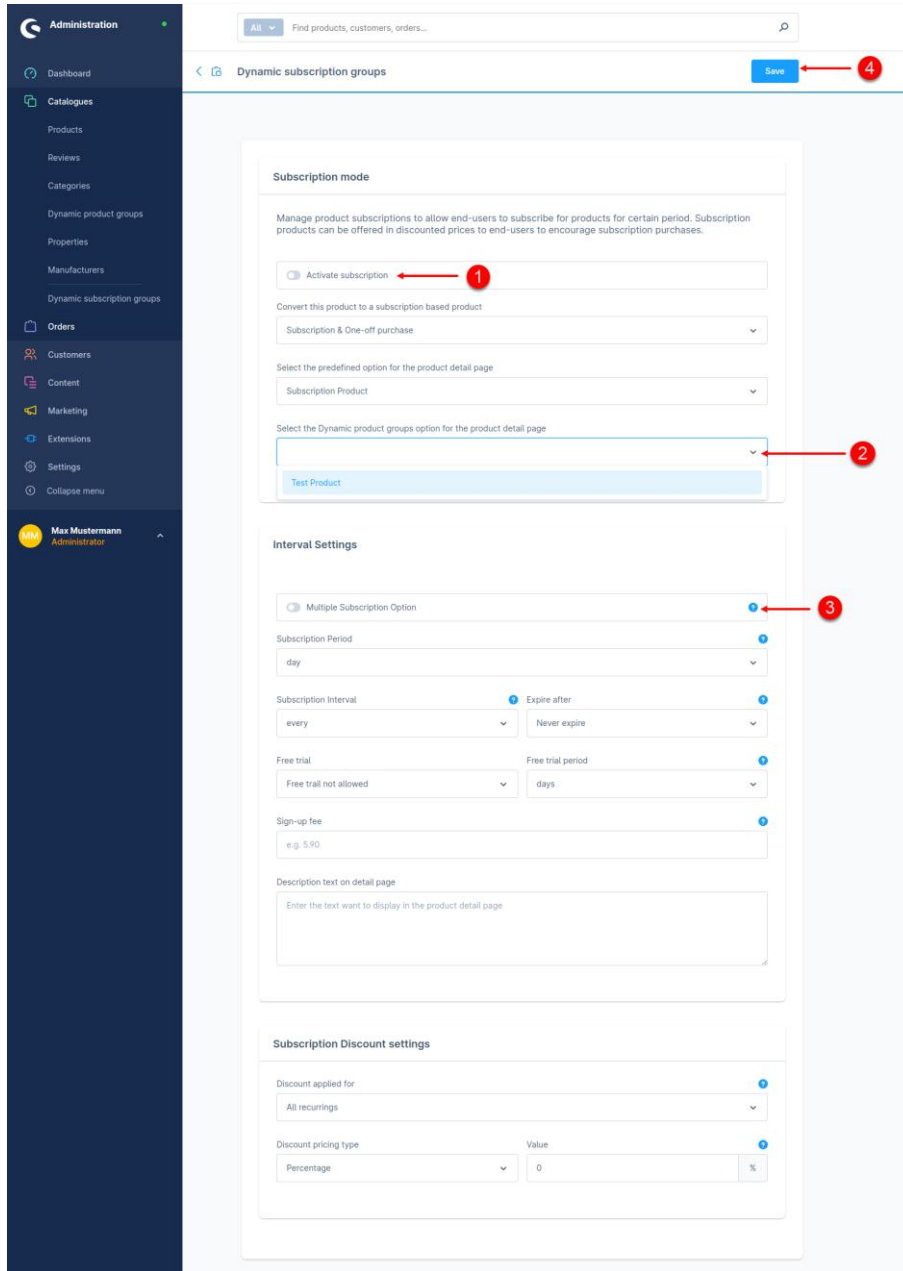 Administration
Dashboard
Catalogues
Products
Reviews
Categories
Dynamic product groups
Properties
Manufacturers
Dynamic subscription groups
Orders
Customers
Content
Marketing
Extensions
Settings
Collapse menu
MM
Max Mustermann
Administrator
All
Find products, customers, orders...
Dynamic subscription groups
Save
4
Subscription mode
Manage product subscriptions to allow end-users to subscribe for products for certain period. Subscription
products can be offered in discounted prices to end-users to encourage subscription purchases.
Activate subscription
1
Convert this product to a subscription based product
Subscription & One-off purchase
Select the predefined option for the product detail page
Subscription Product
Select the Dynamic product groups option for the product detail page
2
Test Product
Interval Settings
Multiple Subscription Option
?
3
Subscription Period
?
day
Subscription Interval
?
Expire after
?
every
Never expire
Free trial
Free trial period
?
Free trail not allowed
days
Sign-up fee
?
e.g. 5.90
Description text on detail page
Enter the text want to display in the product detail page
Subscription Discount settings
Discount applied for
?
All recurrings
Discount pricing type
Value
?
Percentage
0
%